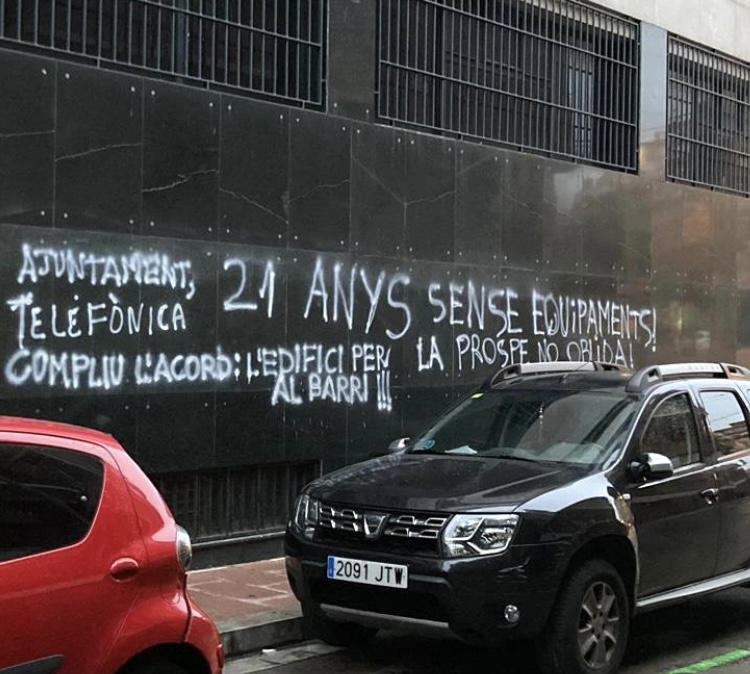 AJUNTAMENT,
TELEFÒNICA
COMPLIU L'ACORD: L'EDIFICI PER
AL BARRI !!!
21 ANYS SENSE EQUIPAMENTS!
LA PROSPE NO OBLIDA!
2091 JTW